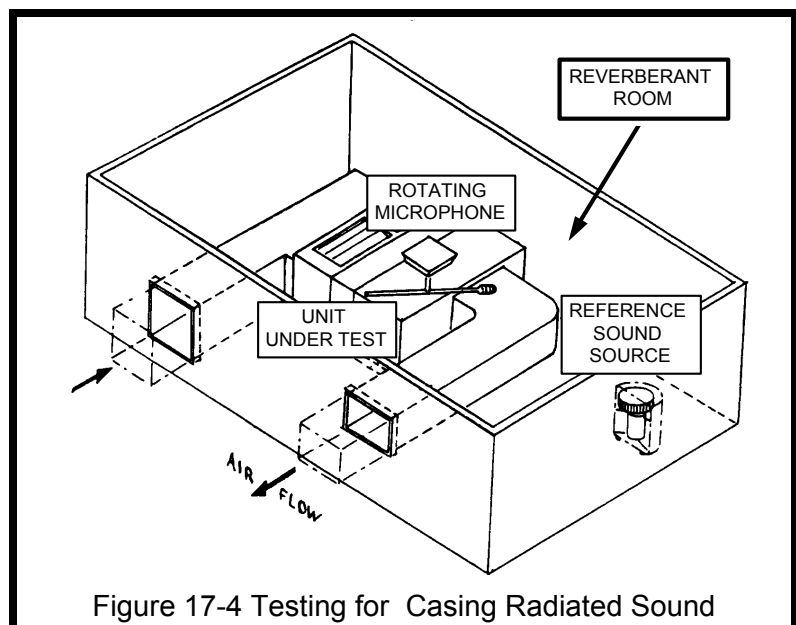 REVERBERANT
ROOM
ROTATING
MICROPHONE
UNIT
UNDER TEST
REFERENCE
SOUND
SOURCE
AIR
FLOW
Figure 17-4 Testing for Casing Radiated Sound